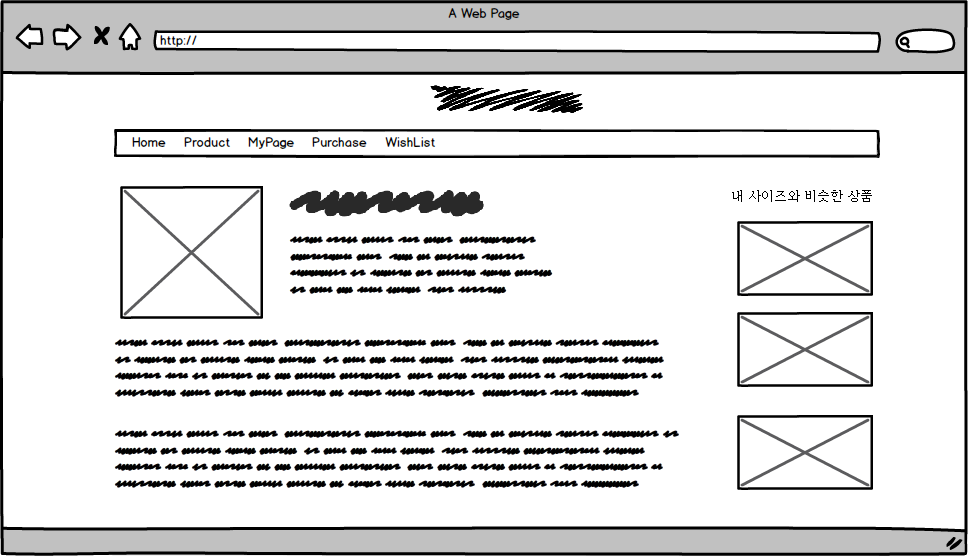 A Web Page
http://
Home Product MyPage Purchase WishList
내 사이즈와 비슷한 상품